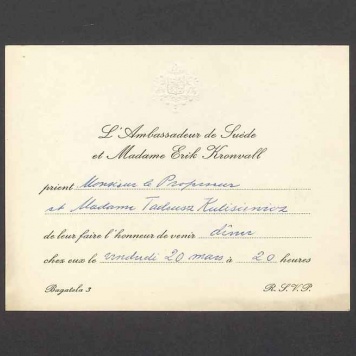 L'Ambassadeur de Suède
et Madame Erik Kronvall
prient Monsieur le Professeur
et Madame Tadeusz Kulisiewicz
de leur faire l'honneur de venir dîner
chez eux le vendredi 20 mars à 20 heures
Bagatela 3 R.S.V.P.